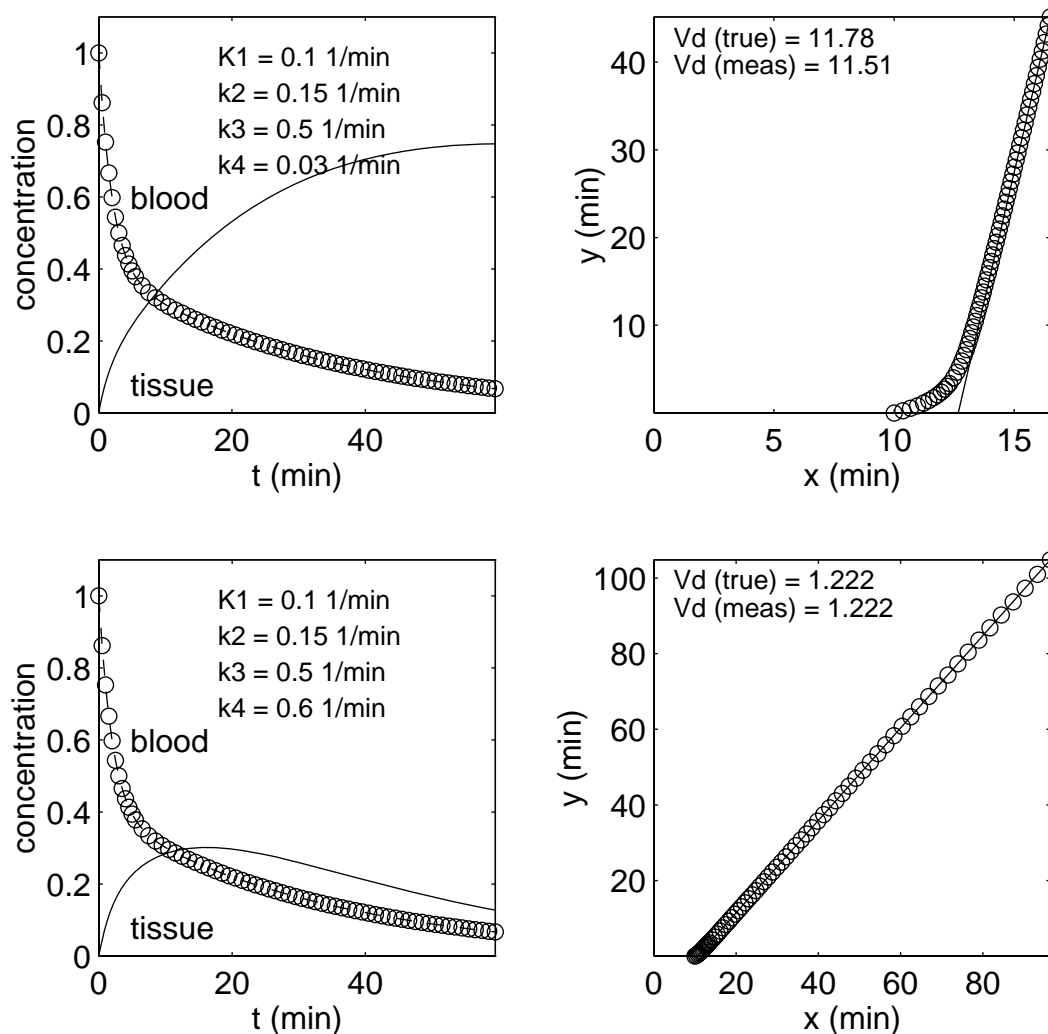 1
0.8
0.6
0.4
0.2
0
concentration
K1 = 0.1 1/min
k2 = 0.15 1/min
k3 = 0.5 1/min
k4 = 0.03 1/min
blood
tissue
0
20
40
t (min)
Vd (true) = 11.78
Vd (meas) = 11.51
40
30
20
10
y (min)
0
5
10
15
x (min)
1
0.8
0.6
0.4
0.2
0
concentration
K1 = 0.1 1/min
k2 = 0.15 1/min
k3 = 0.5 1/min
k4 = 0.6 1/min
blood
tissue
0
20
40
t (min)
Vd (true) = 1.222
Vd (meas) = 1.222
100
80
60
40
20
y (min)
0
20
40
60
80
x (min)